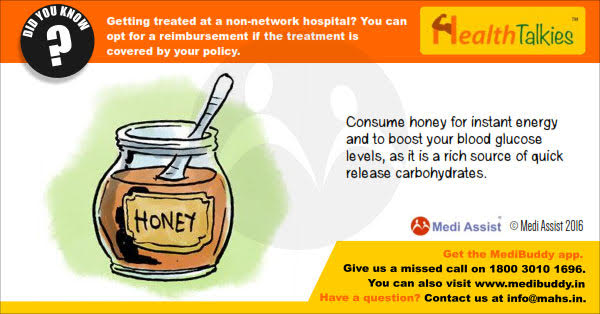 DID YOU KNOW
?
Getting treated at a non-network hospital? You can
opt for a reimbursement if the treatment is
covered by your policy.
HealthTalkies™
Consume honey for instant energy
and to boost your blood glucose
levels, as it is a rich source of quick
release carbohydrates.
HONEY
Medi Assist® © Medi Assist 2016
Get the MediBuddy app.
Give us a missed call on 1800 3010 1696.
You can also visit www.medibuddy.in
Have a question? Contact us at info@mahs.in.